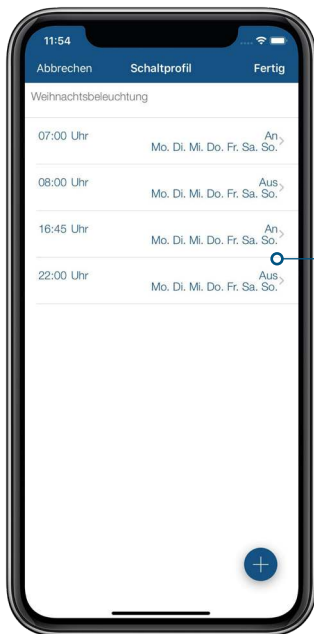 11:54
Abbrechen Schaltprofil Fertig
Weihnachtsbeleuchtung
07:00 Uhr An
Mo. Di. Mi. Do. Fr. Sa. So.
08:00 Uhr Aus
Mo. Di. Mi. Do. Fr. Sa. So.
16:45 Uhr An
Mo. Di. Mi. Do. Fr. Sa. So.
22:00 Uhr Aus
Mo. Di. Mi. Do. Fr. Sa. So.